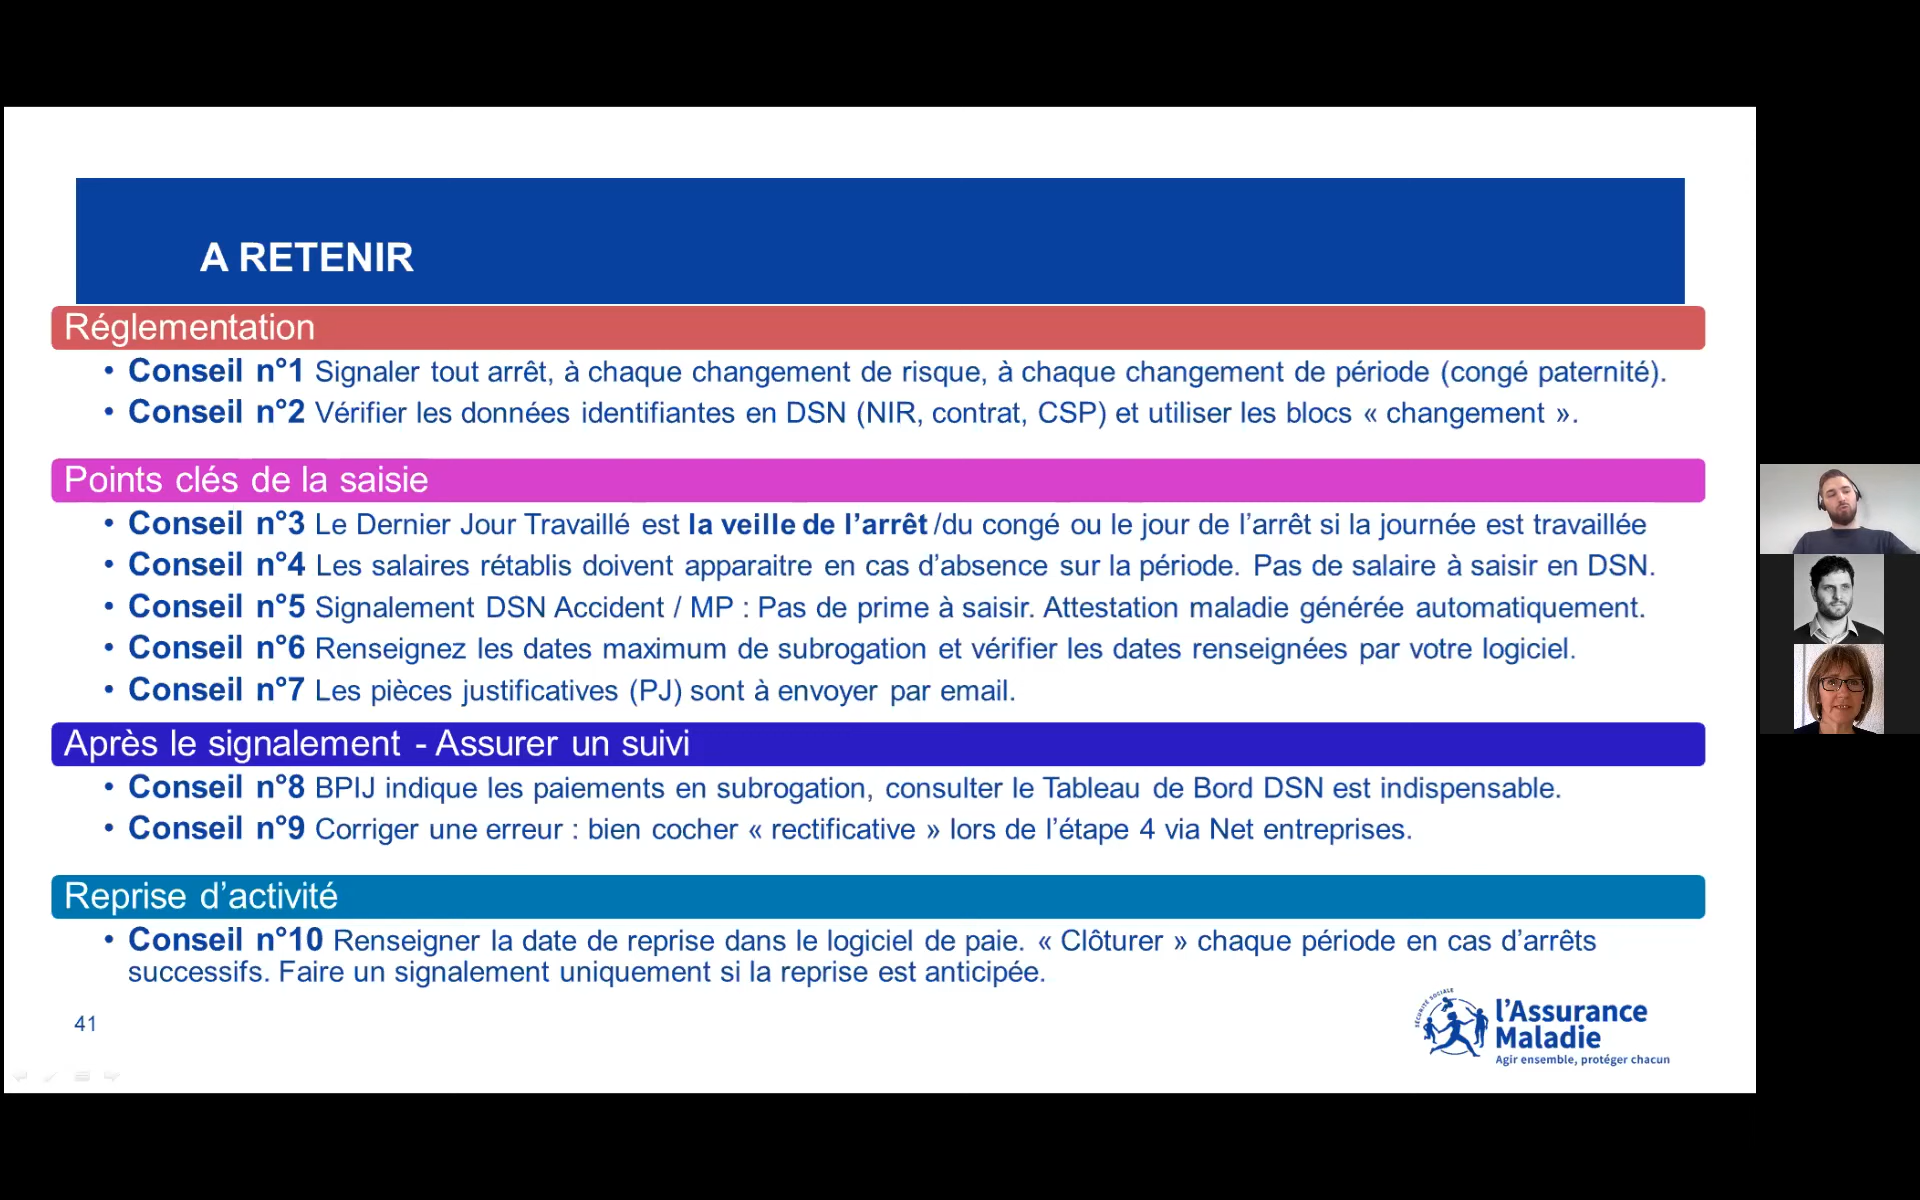 A RETENIR
Réglementation
• Conseil n°1 Signaler tout arrêt, à chaque changement de risque, à chaque changement de période (congé paternité).
• Conseil n°2 Vérifier les données identifiantes en DSN (NIR, contrat, CSP) et utiliser les blocs « changement ».
Points clés de la saisie
• Conseil n°3 Le Dernier Jour Travaillé est la veille de l’arrêt /du congé ou le jour de l’arrêt si la journée est travaillée
• Conseil n°4 Les salaires rétablis doivent apparaitre en cas d’absence sur la période. Pas de salaire à saisir en DSN.
• Conseil n°5 Signalement DSN Accident / MP : Pas de prime à saisir. Attestation maladie générée automatiquement.
• Conseil n°6 Renseignez les dates maximum de subrogation et vérifier les dates renseignées par votre logiciel.
• Conseil n°7 Les pièces justificatives (PJ) sont à envoyer par email.
Après le signalement - Assurer un suivi
• Conseil n°8 BPIJ indique les paiements en subrogation, consulter le Tableau de Bord DSN est indispensable.
• Conseil n°9 Corriger une erreur : bien cocher « rectificative » lors de l’étape 4 via Net entreprises.
Reprise d’activité
• Conseil n°10 Renseigner la date de reprise dans le logiciel de paie. « Clôturer » chaque période en cas d’arrêts
successifs. Faire un signalement uniquement si la reprise est anticipée.
41
SÉCURITÉ SOCIALE
l’Assurance
Maladie
Agir ensemble, protéger chacun